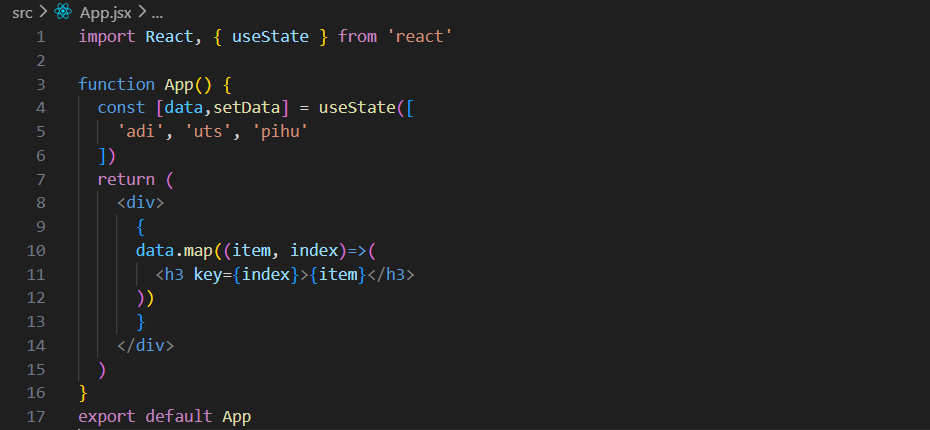 src > App.jsx > ...
1 import React, { useState } from 'react'
2
3 function App() {
4   const [data,setData] = useState([
5     'adi', 'uts', 'pihu'
6   ])
7   return (
8     <div>
9       {
10       data.map((item, index)=>(
11         <h3 key={index}>{item}</h3>
12       ))
13       }
14     </div>
15   )
16 }
17 export default App